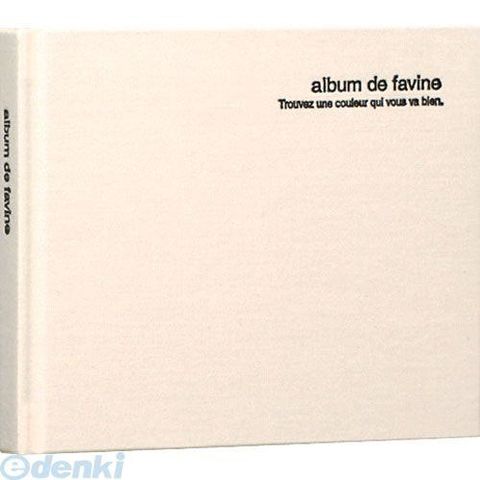 album de favine
Trouvez une couleur qui vous va bien.
album de favine
edenki